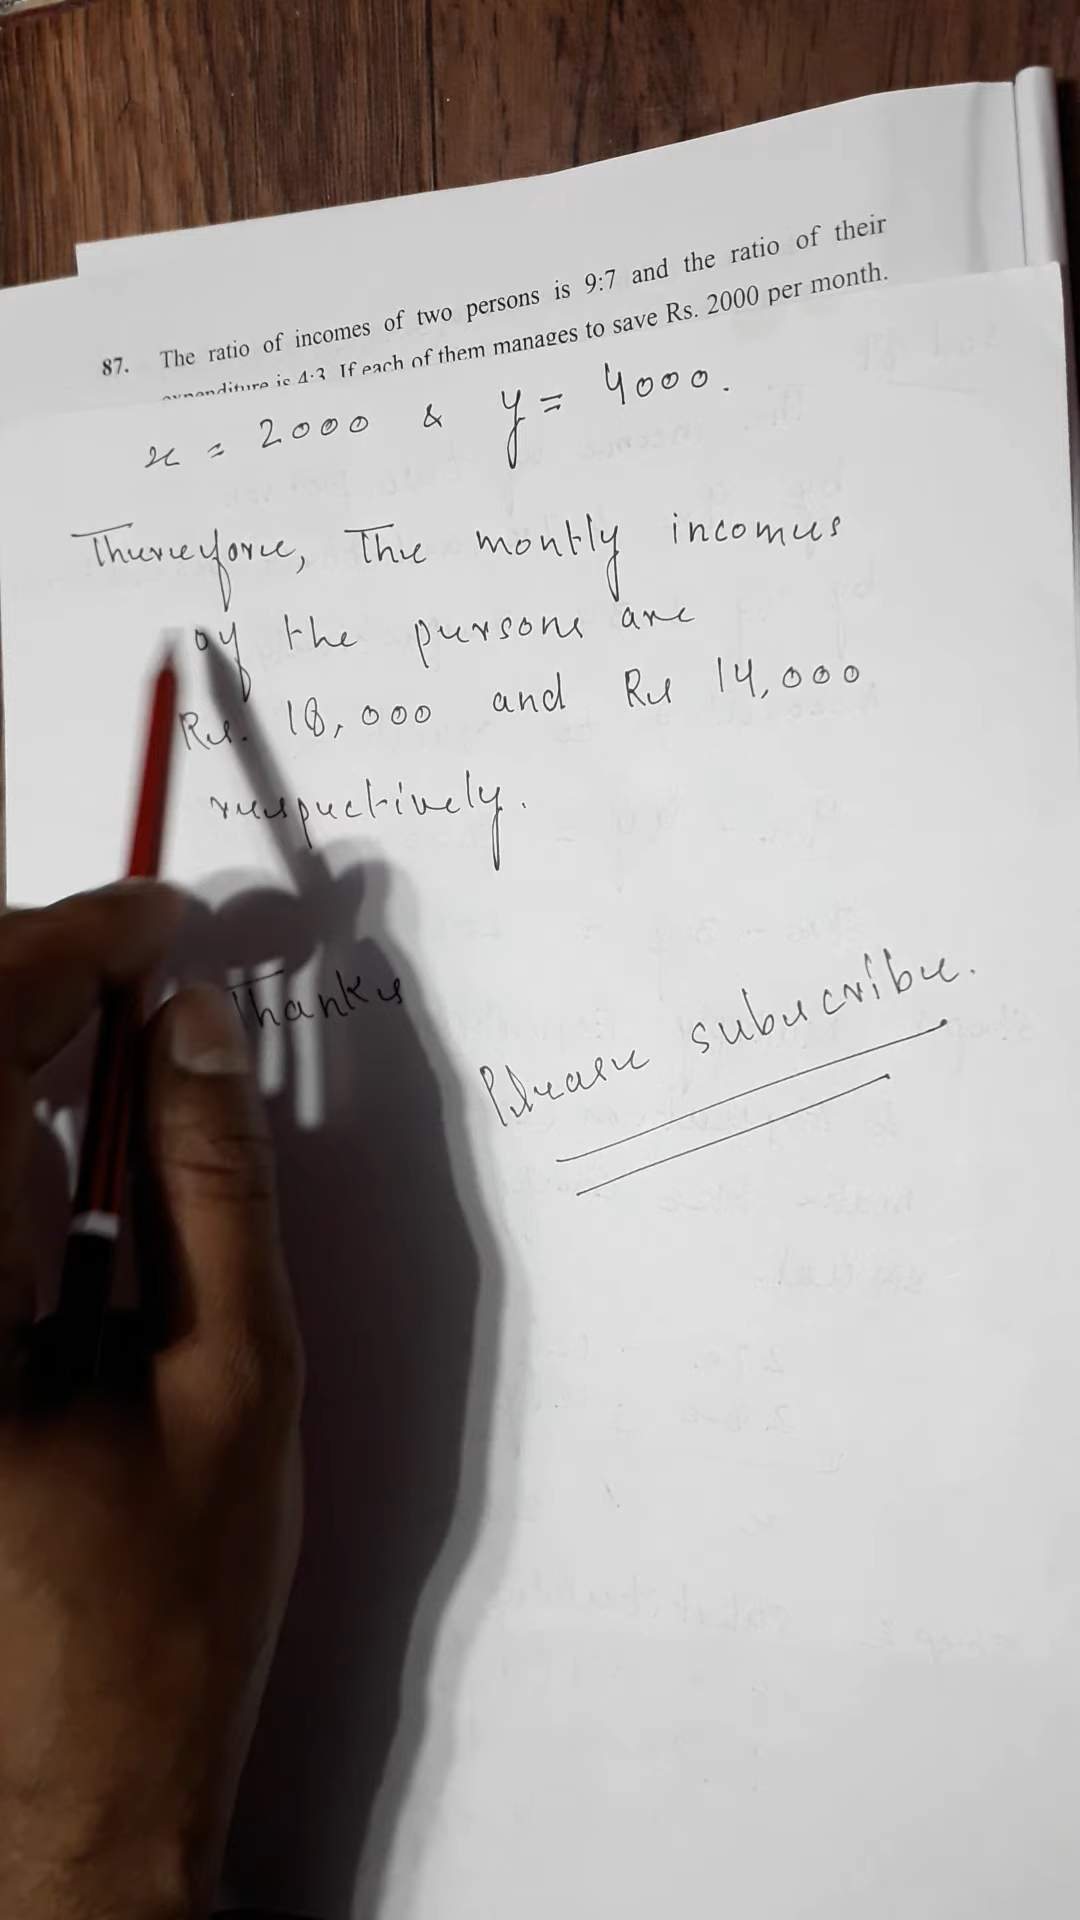 87. The ratio of incomes of two persons is 9:7 and the ratio of their
expenditure is 4:3 If each of them manages to save Rs. 2000 per month.
x = 2000 & y = 4000.
Therefore, The montly incomes
of the persons are
Rs. 18,000 and Rs 14,000
respectively.
Thanks
Please subscribe.